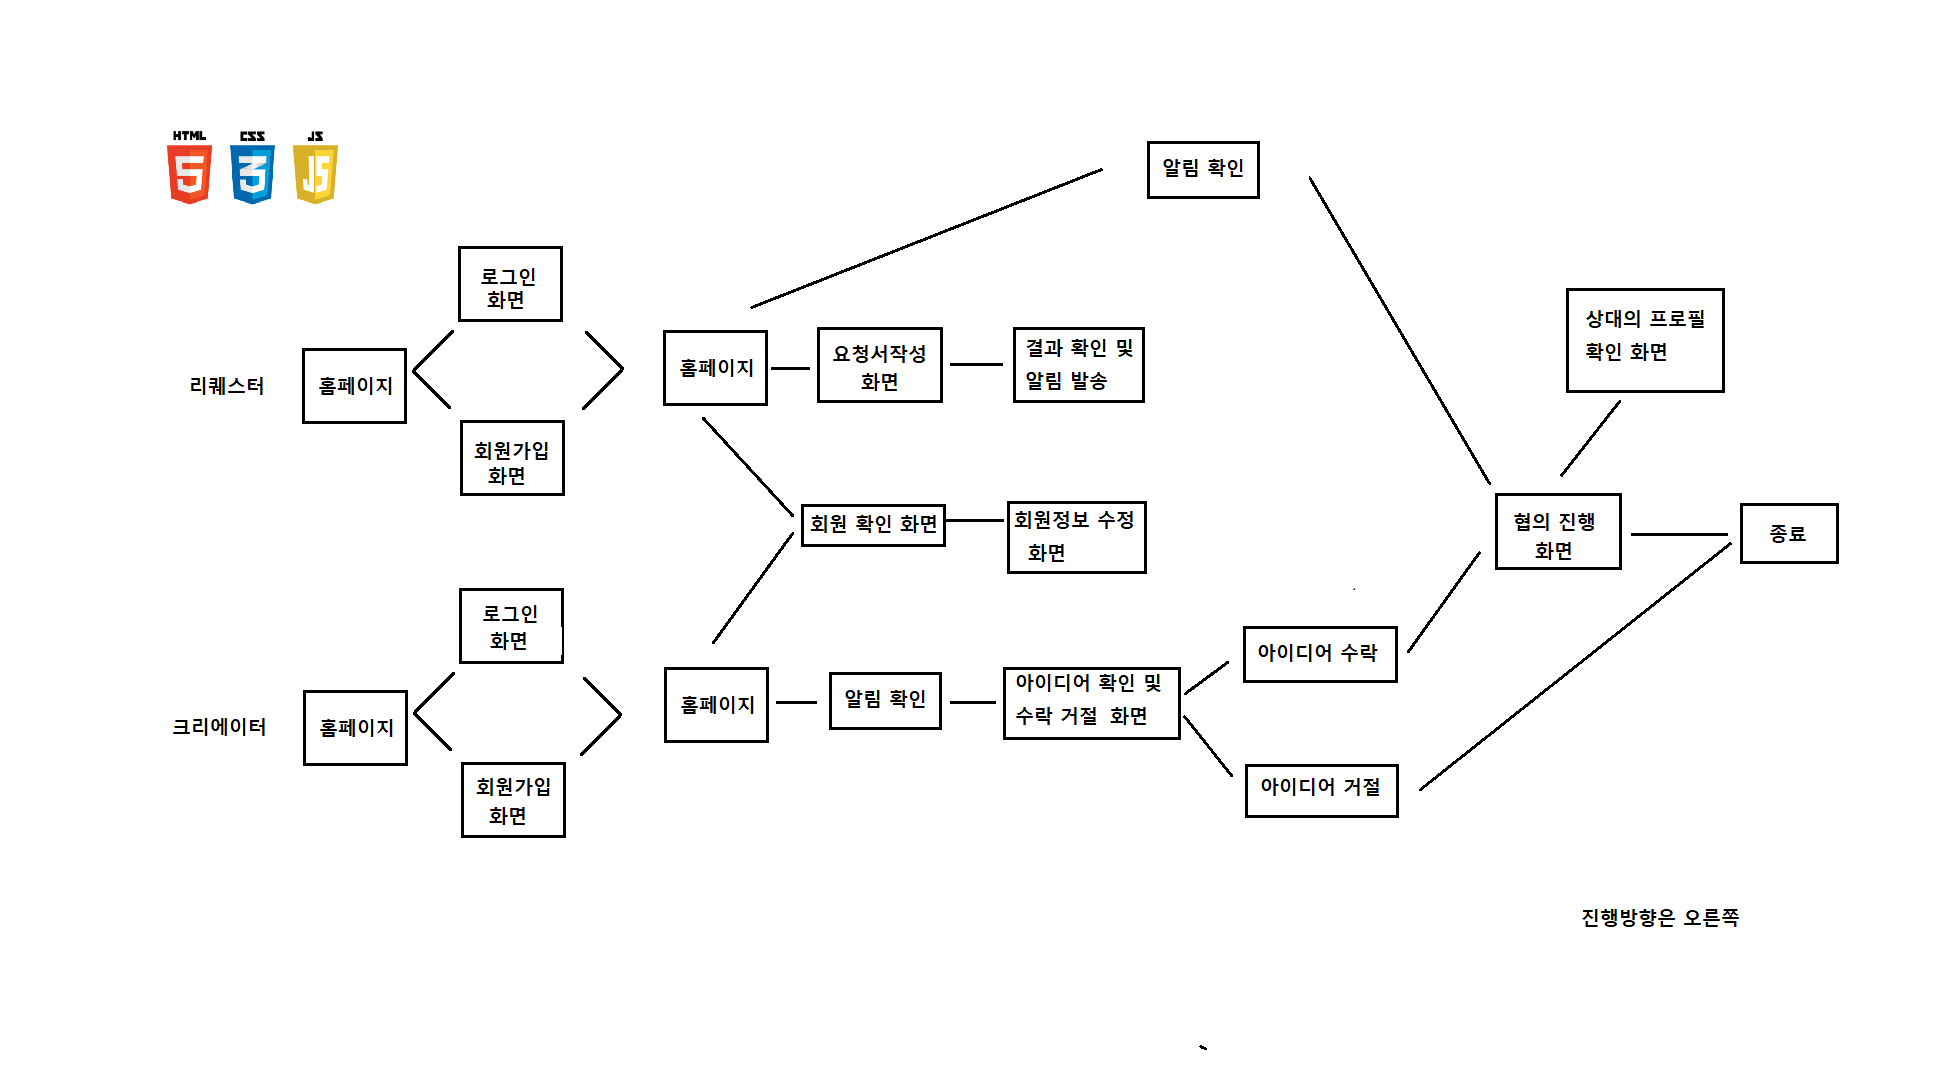 HTML CSS JS
5 3 JS
알림 확인
로그인
화면
상대의 프로필
확인 화면
리퀘스터
홈페이지
홈페이지
요청서작성
화면
결과 확인 및
알림 발송
회원가입
화면
회원 확인 화면
회원정보 수정
화면
협의 진행
화면
종료
로그인
화면
아이디어 수락
크리에이터
홈페이지
홈페이지
알림 확인
아이디어 확인 및
수락 거절 화면
회원가입
화면
아이디어 거절
진행방향은 오른쪽